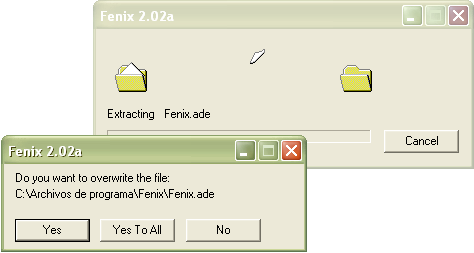 Fenix 2.02a
Extracting Fenix.ade
Cancel
Fenix 2.02a
Do you want to overwrite the file:
C:\Archivos de programa\Fenix\Fenix.ade
Yes
Yes To All
No